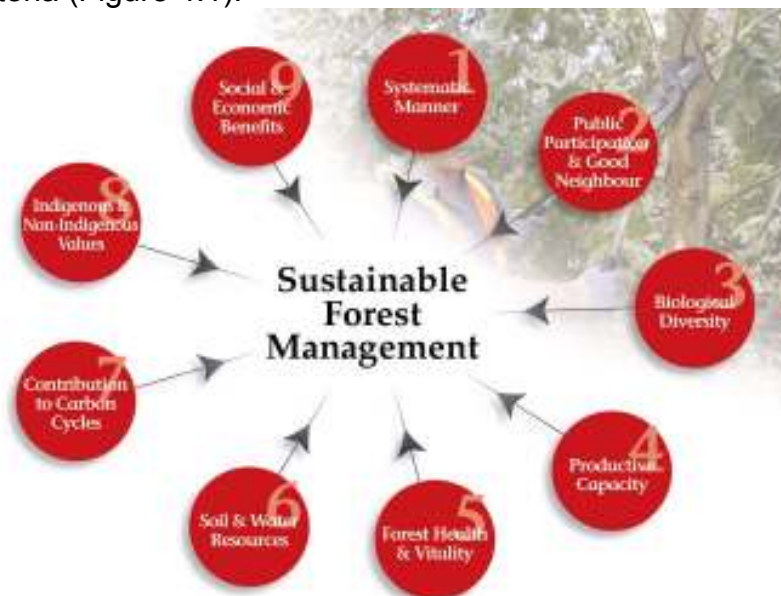 1
Systematic
Manner
2
Public
Participation
& Good
Neighbour
3
Biological
Diversity
4
Productive
Capacity
5
Forest Health
& Vitality
6
Soil & Water
Resources
7
Contribution
to Carbon
Cycles
8
Indigenous &
Non-Indigenous
Values
9
Social &
Economic
Benefits
Sustainable
Forest
Management